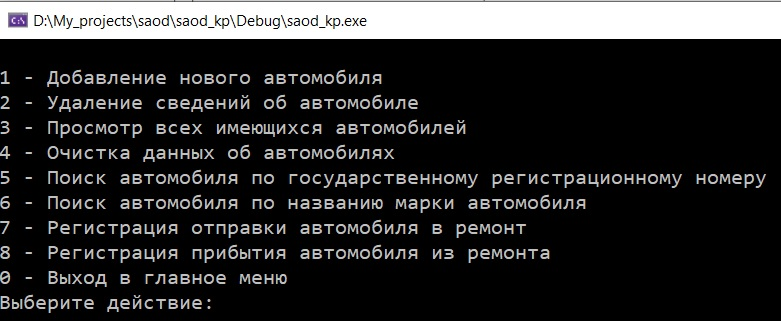 D:\My_projects\saod\saod_kp\Debug\saod_kp.exe
1 - Добавление нового автомобиля
2 - Удаление сведений об автомобиле
3 - Просмотр всех имеющихся автомобилей
4 - Очистка данных об автомобилях
5 - Поиск автомобиля по государственному регистрационному номеру
6 - Поиск автомобиля по названию марки автомобиля
7 - Регистрация отправки автомобиля в ремонт
8 - Регистрация прибытия автомобиля из ремонта
0 - Выход в главное меню
Выберите действие: